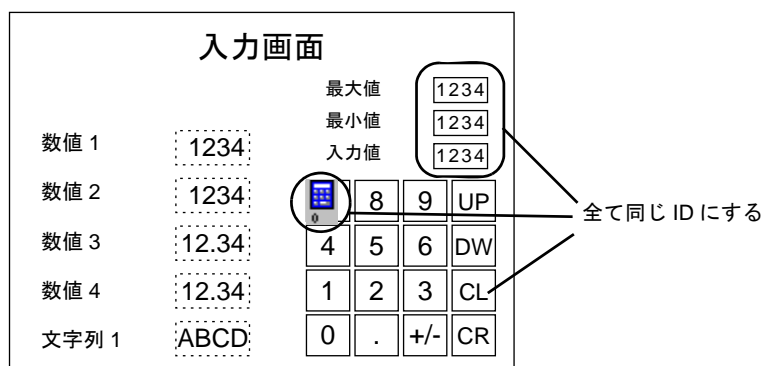 入力画面
最大値 1234
最小値 1234
数値 1 1234 入力値 1234
数値 2 1234 0 8 9 UP
全て同じ ID にする
数値 3 12.34 4 5 6 DW
数値 4 12.34 1 2 3 CL
文字列 1 ABCD 0 . +/- CR